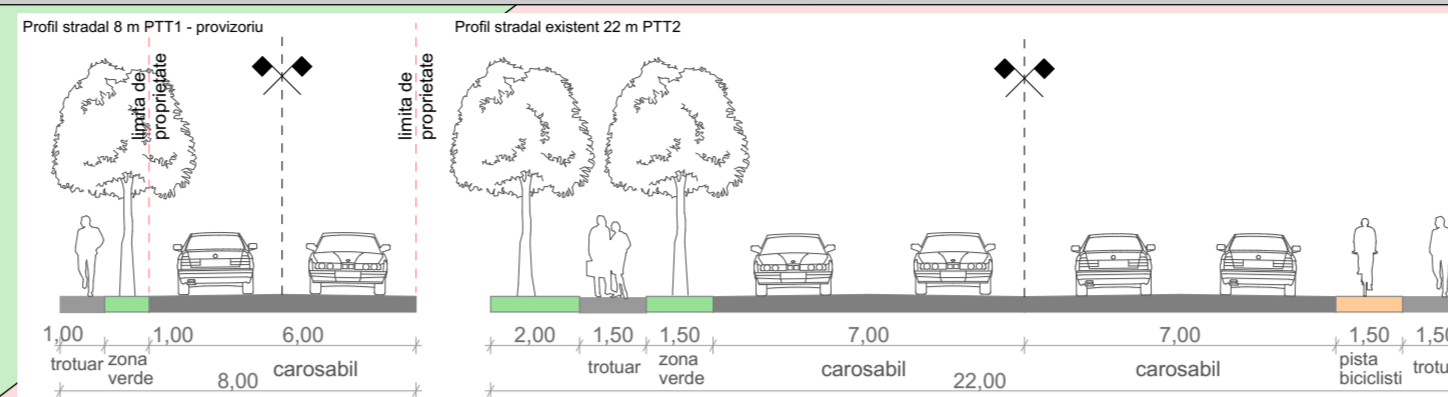 Profil stradal 8 m PTT1 - provizoriu
limita de
proprietate
limita de
proprietate
1,00
1,00
6,00
trotuar
zona
verde
carosabil
8,00
Profil stradal existent 22 m PTT2
2,00
1,50
1,50
7,00
7,00
1,50
trotuar
zona
verde
carosabil
carosabil
pista
biciclisti
22,00